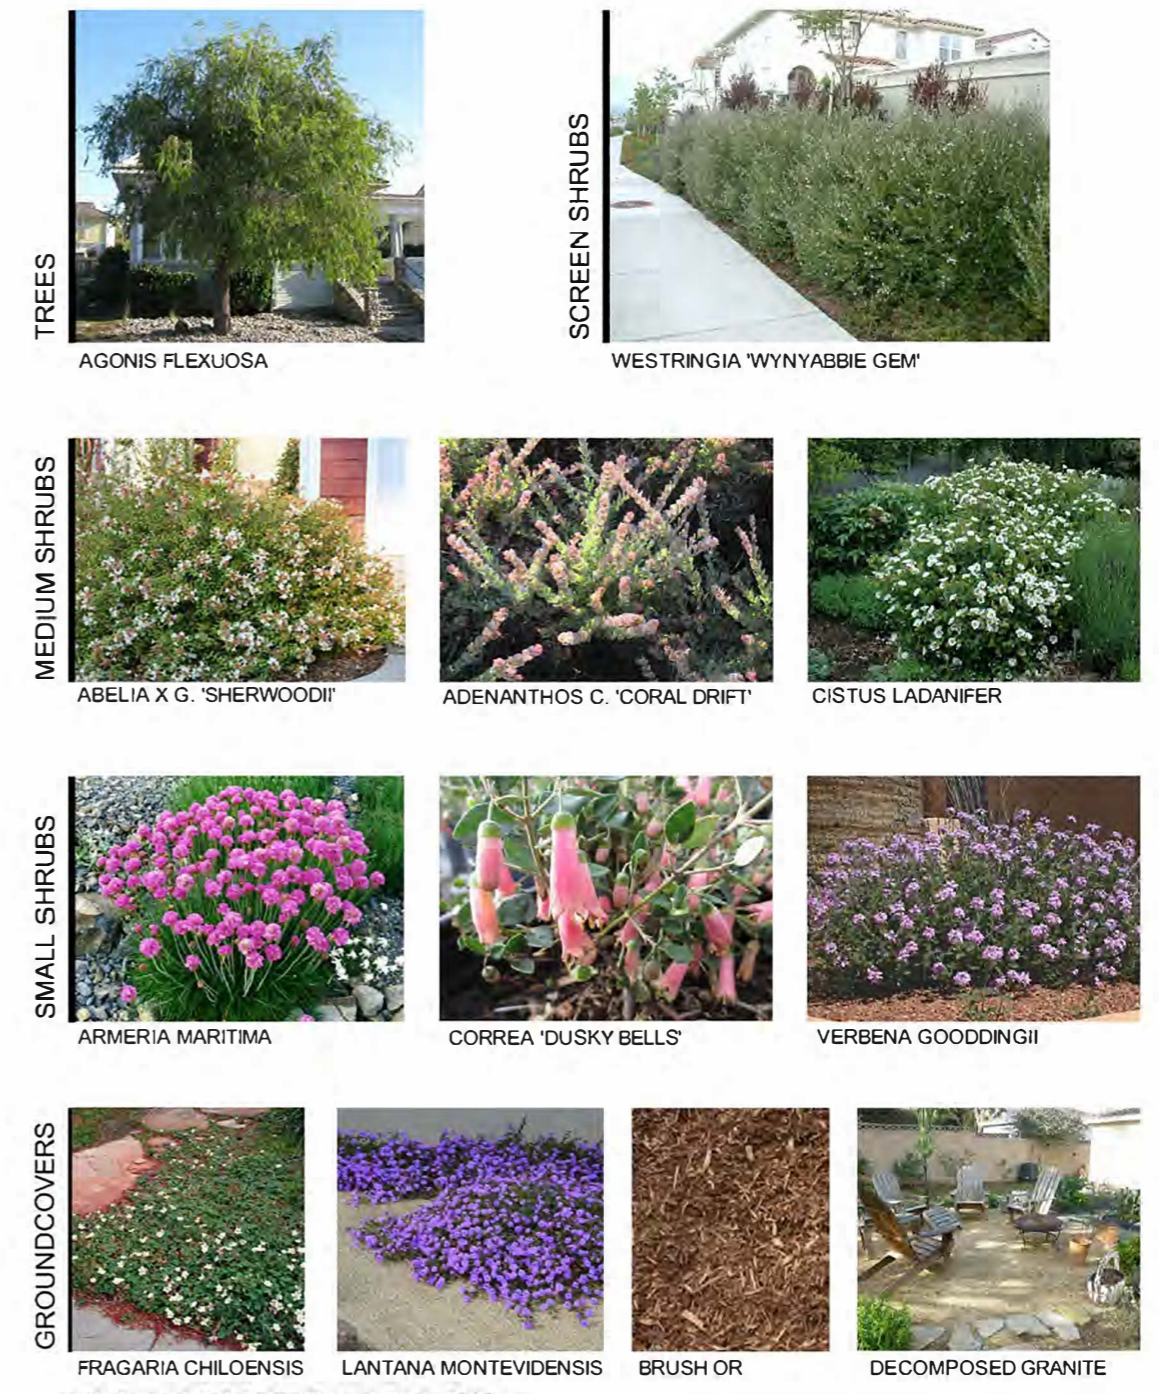 TREES
AGONIS FLEXUOSA
SCREEN SHRUBS
WESTRINGIA 'WYNYABBIE GEM'
MEDIUM SHRUBS
ABELIA X G. 'SHERWOODII'
ADENANTHOS C. 'CORAL DRIFT'
CISTUS LADANIFER
SMALL SHRUBS
ARMERIA MARITIMA
CORREA 'DUSKY BELLS'
VERBENA GOODDINGII
GROUNDCOVERS
FRAGARIA CHILOENSIS
LANTANA MONTEVIDENSIS
BRUSH OR
DECOMPOSED GRANITE